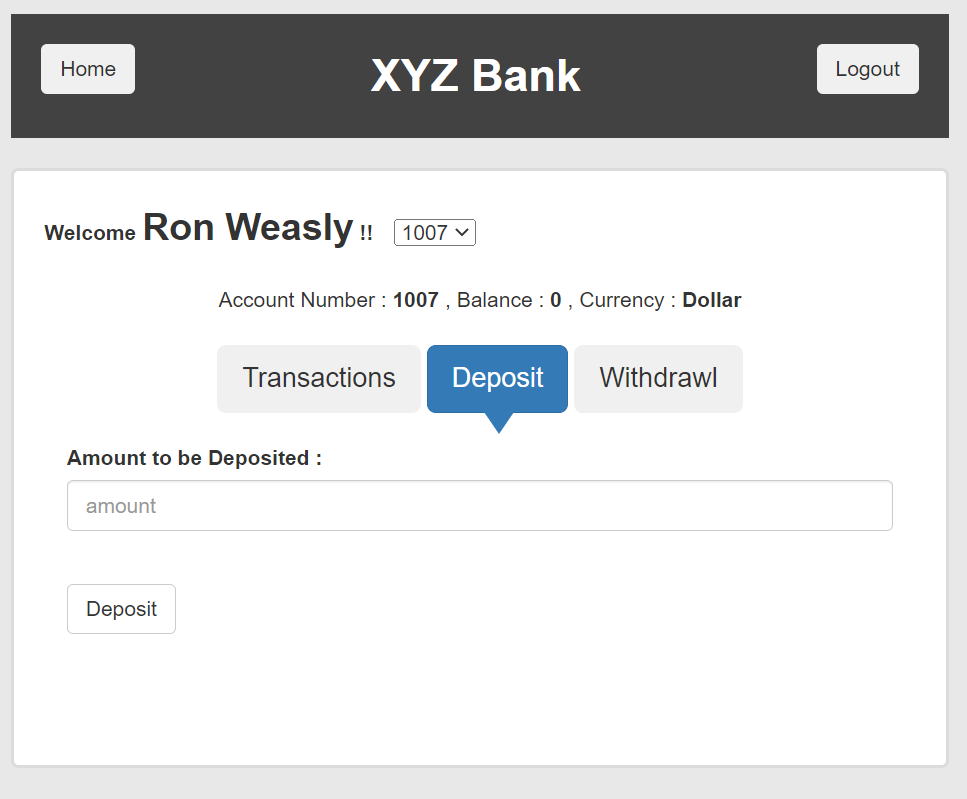 Home XYZ Bank Logout
Welcome Ron Weasly !! 1007
Account Number : 1007 , Balance : 0 , Currency : Dollar
Transactions Deposit Withdrawl
Amount to be Deposited :
amount
Deposit